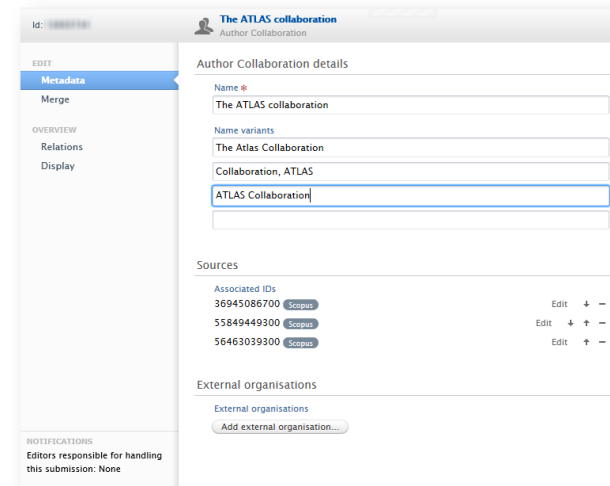 Id:
The ATLAS collaboration
Author Collaboration
EDIT
Metadata
Merge
OVERVIEW
Relations
Display
Author Collaboration details
Name *
The ATLAS collaboration
Name variants
The Atlas Collaboration
Collaboration, ATLAS
ATLAS Collaboration
Sources
Associated IDs
36945086700 Scopus Edit ↓ −
55849449300 Scopus Edit ↓ ↑ −
56463039300 Scopus Edit ↑ −
External organisations
External organisations
Add external organisation...
NOTIFICATIONS
Editors responsible for handling
this submission: None